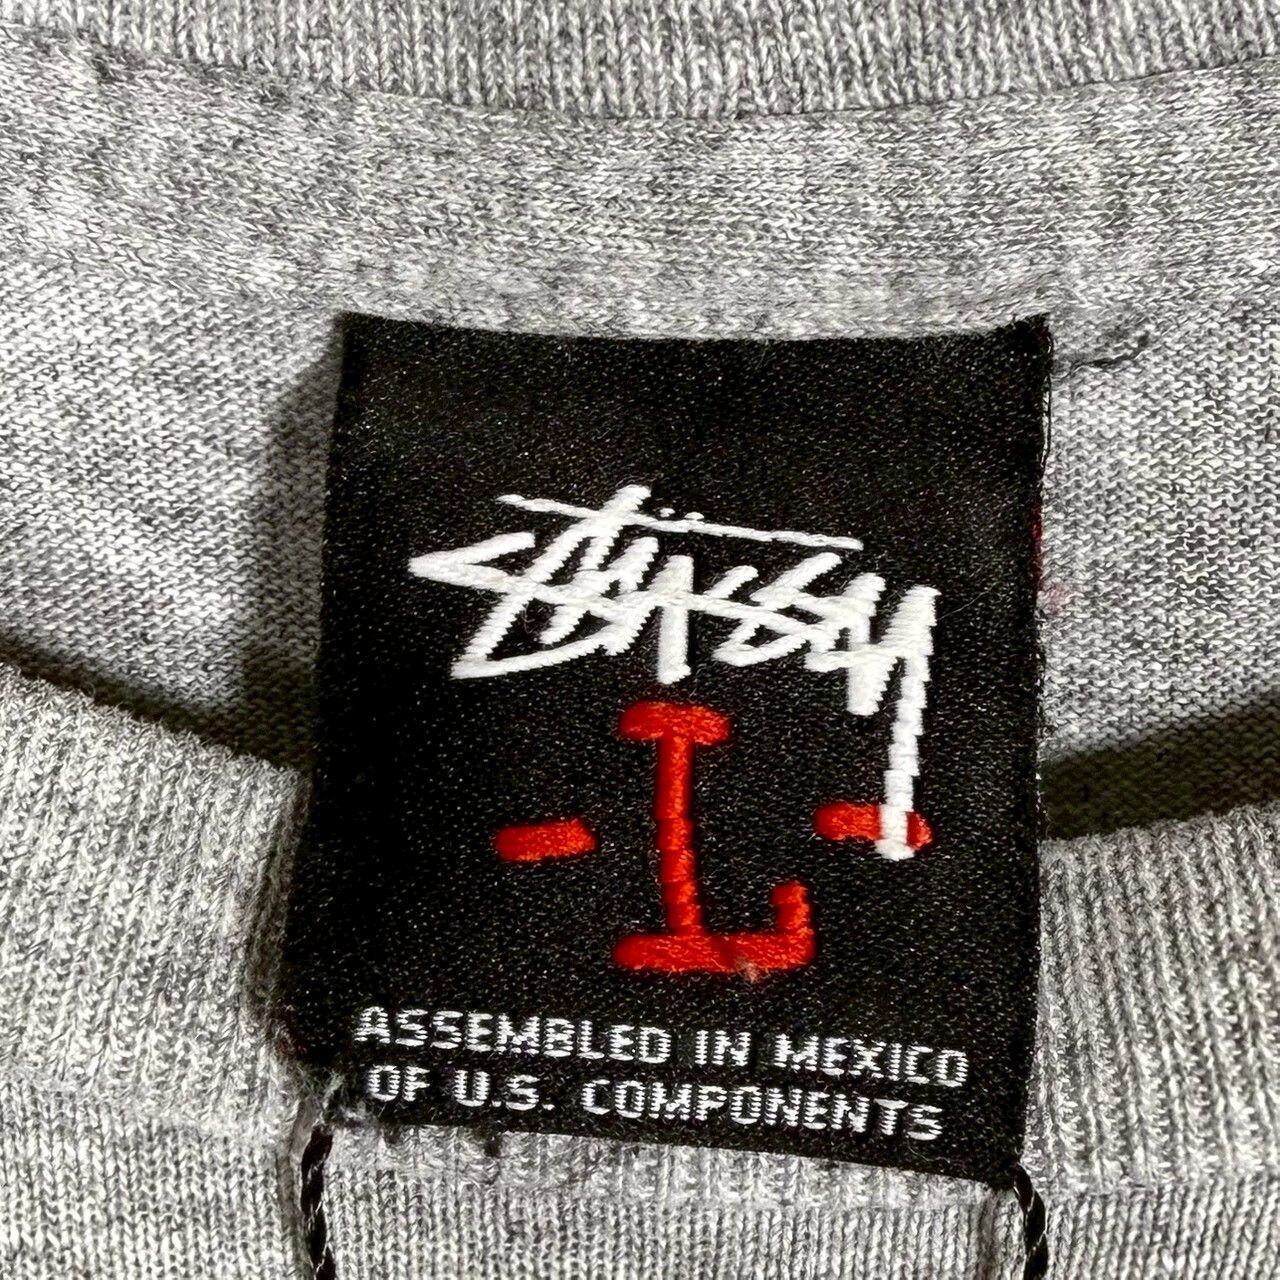 Stüssy
- L -
ASSEMBLED IN MEXICO
OF U.S. COMPONENTS